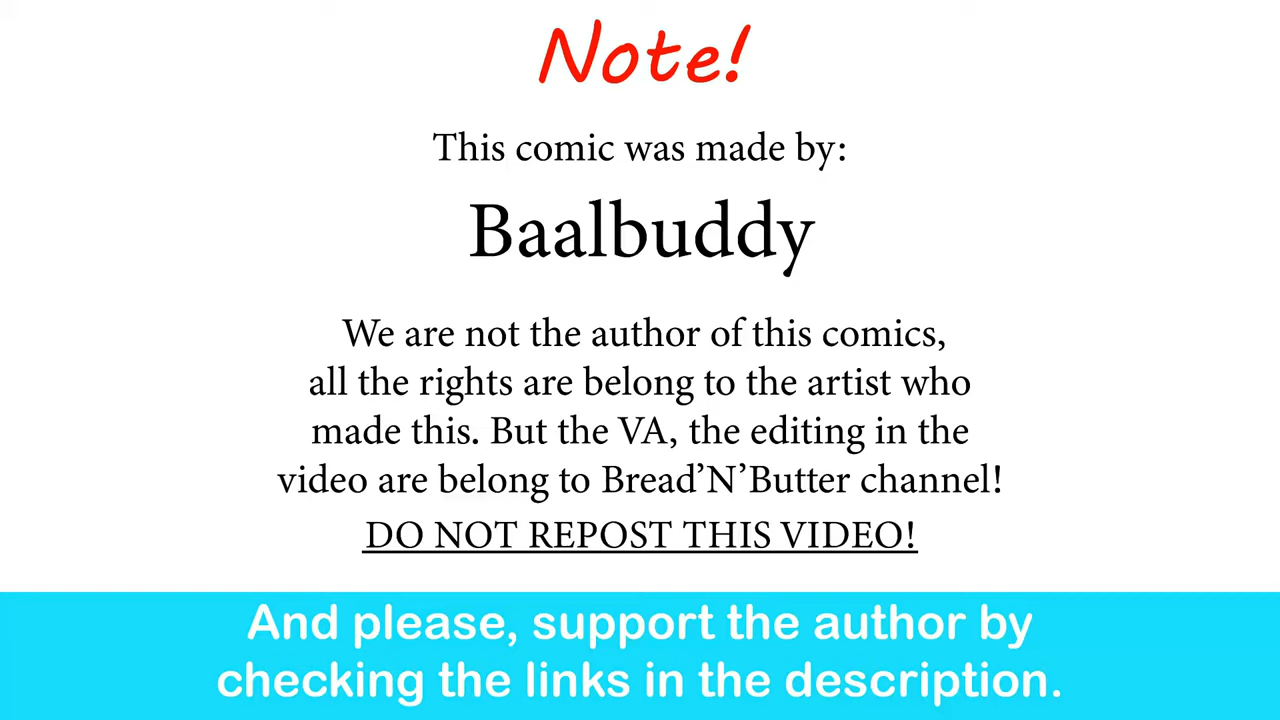 Note!
This comic was made by:
Baalbuddy
We are not the author of this comics,
all the rights are belong to the artist who
made this. But the VA, the editing in the
video are belong to Bread’N’Butter channel!
DO NOT REPOST THIS VIDEO!
And please, support the author by
checking the links in the description.